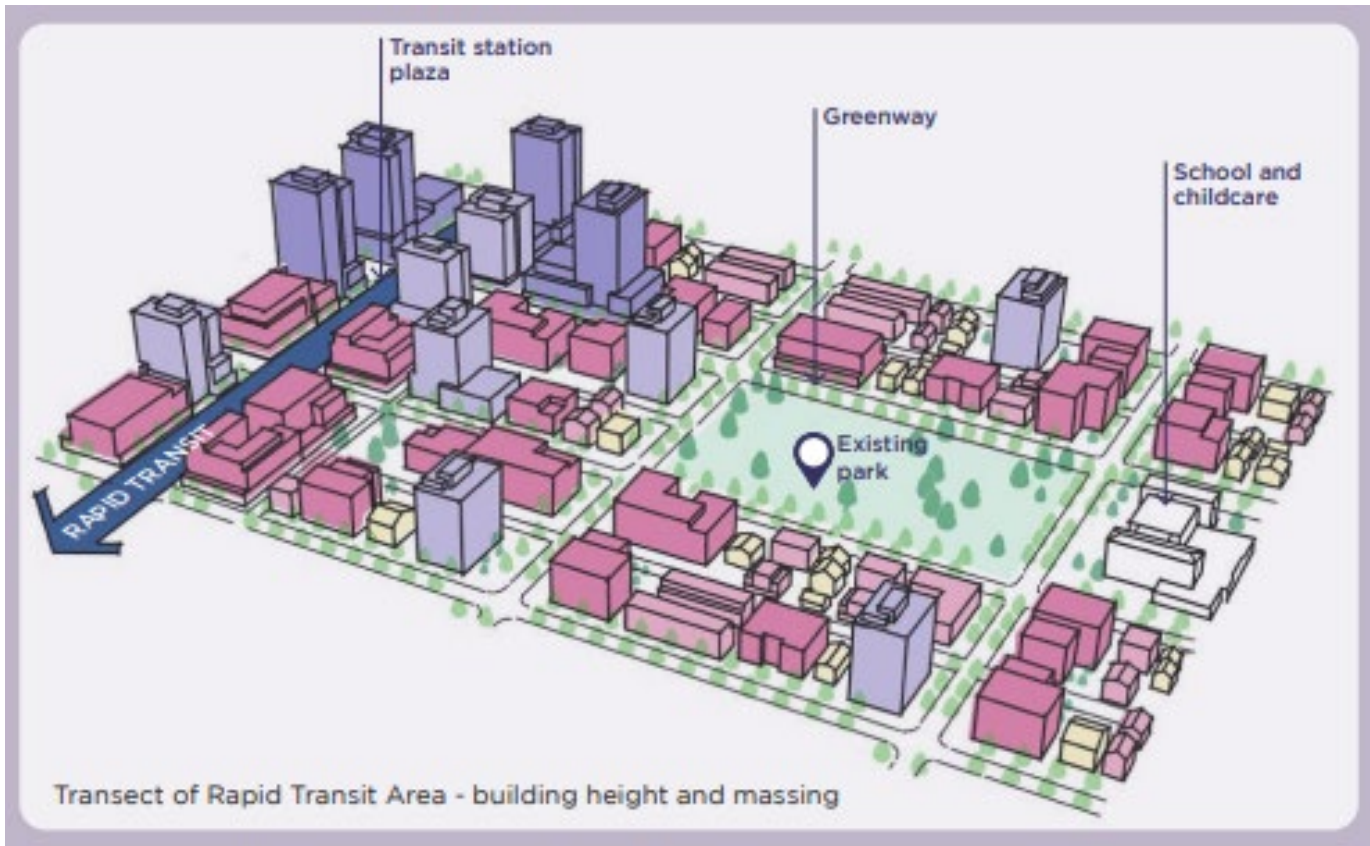 Transit station
plaza
Greenway
School and
childcare
Existing
park
RAPID TRANSIT
Transect of Rapid Transit Area - building height and massing